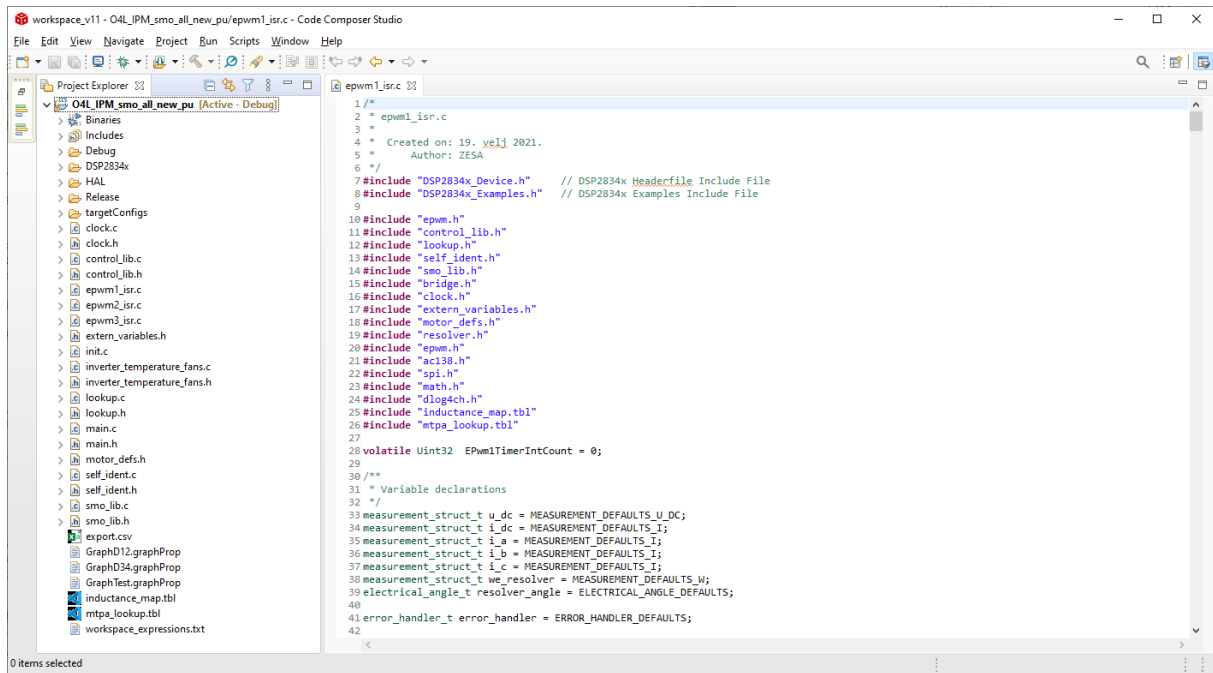 workspace_v11 - O4L_IPM_smo_all_new_pu/epwm1_isr.c - Code Composer Studio
File Edit View Navigate Project Run Scripts Window Help
Project Explorer
O4L_IPM_smo_all_new_pu [Active - Debug]
Binaries
Includes
Debug
DSP2834x
HAL
Release
targetConfigs
clock.c
clock.h
control_lib.c
control_lib.h
epwm1_isr.c
epwm2_isr.c
epwm3_isr.c
extern_variables.h
init.c
inverter_temperature_fans.c
inverter_temperature_fans.h
lookup.c
lookup.h
main.c
main.h
motor_defs.h
self_ident.c
self_ident.h
smo_lib.c
smo_lib.h
export.csv
GraphD12.graphProp
GraphD34.graphProp
GraphTest.graphProp
inductance_map.tbl
mtpa_lookup.tbl
workspace_expressions.txt
epwm1_isr.c
1 /*
2 * epwm1_isr.c
3 *
4 * Created on: 19. velj 2021.
5 * Author: ZESA
6 */
7 #include "DSP2834x_Device.h" // DSP2834x Headerfile Include File
8 #include "DSP2834x_Examples.h" // DSP2834x Examples Include File
9
10 #include "epwm.h"
11 #include "control_lib.h"
12 #include "lookup.h"
13 #include "self_ident.h"
14 #include "smo_lib.h"
15 #include "bridge.h"
16 #include "clock.h"
17 #include "extern_variables.h"
18 #include "motor_defs.h"
19 #include "resolver.h"
20 #include "epwm.h"
21 #include "ac138.h"
22 #include "spi.h"
23 #include "math.h"
24 #include "dlog4ch.h"
25 #include "inductance_map.tbl"
26 #include "mtpa_lookup.tbl"
27
28 volatile Uint32 EPwm1TimerIntCount = 0;
29
30 /**
31 * Variable declarations
32 */
33 measurement_struct_t u_dc = MEASUREMENT_DEFAULTS_U_DC;
34 measurement_struct_t i_dc = MEASUREMENT_DEFAULTS_I;
35 measurement_struct_t i_a = MEASUREMENT_DEFAULTS_I;
36 measurement_struct_t i_b = MEASUREMENT_DEFAULTS_I;
37 measurement_struct_t i_c = MEASUREMENT_DEFAULTS_I;
38 measurement_struct_t we_resolver = MEASUREMENT_DEFAULTS_W;
39 electrical_angle_t resolver_angle = ELECTRICAL_ANGLE_DEFAULTS;
40
41 error_handler_t error_handler = ERROR_HANDLER_DEFAULTS;
42
0 items selected